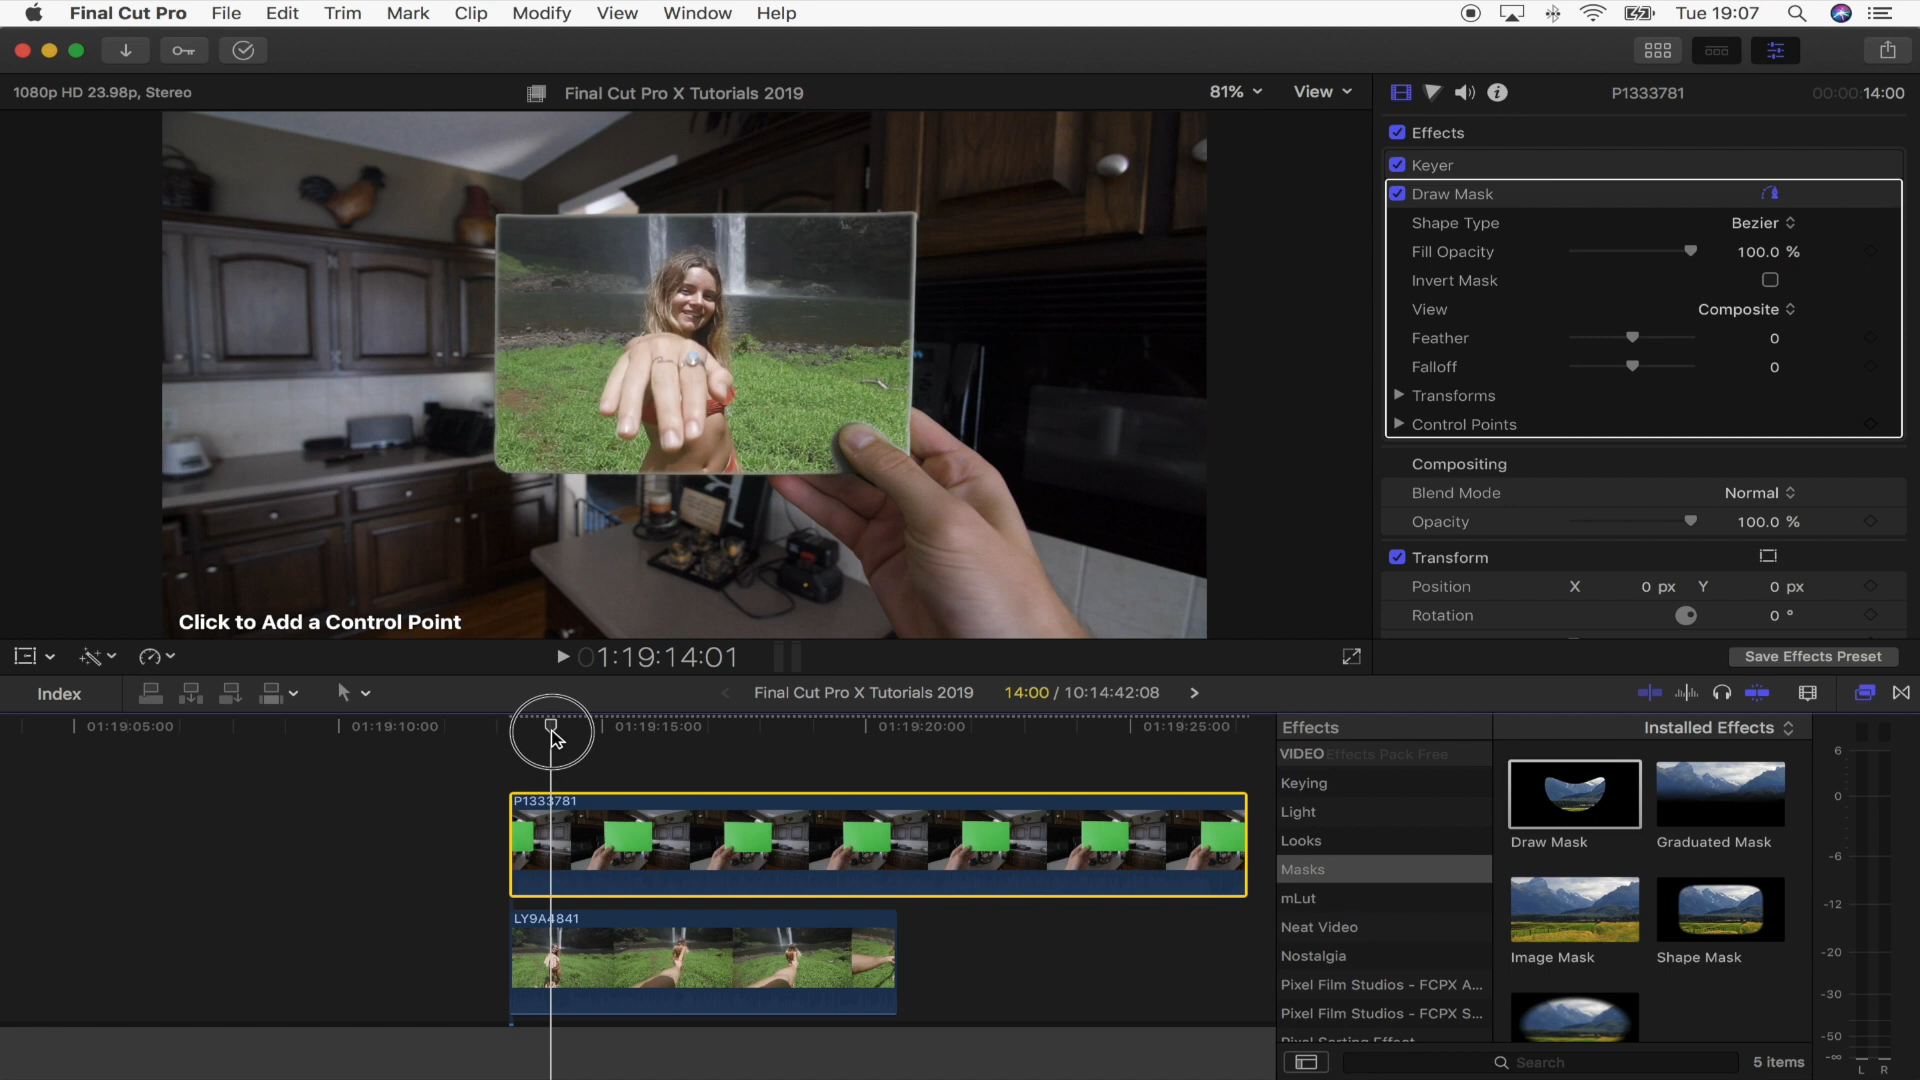 Final Cut Pro File Edit Trim Mark Clip Modify View Window Help Tue 19:07
1080p HD 23.98p, Stereo
Final Cut Pro X Tutorials 2019
81% View
P1333781
00:00:14:00
Effects
Keyer
Draw Mask
Shape Type Bezier
Fill Opacity 100.0 %
Invert Mask
View Composite
Feather 0
Falloff 0
Transforms
Control Points
Compositing
Blend Mode Normal
Opacity 100.0 %
Transform
Position X 0 px Y 0 px
Rotation 0 °
Click to Add a Control Point
01:19:14:01
Save Effects Preset
Index
Final Cut Pro X Tutorials 2019 14:00 / 10:14:42:08
01:19:05:00 01:19:10:00 01:19:15:00 01:19:20:00 01:19:25:00
P1333781
LY9A4841
Effects
Installed Effects
VIDEO Effects Pack Free
Keying
Light
Looks
Masks
mLut
Neat Video
Nostalgia
Pixel Film Studios - FCPX A...
Pixel Film Studios - FCPX S...
Pixel Sorting Effect
Draw Mask
Graduated Mask
Image Mask
Shape Mask
Search
5 items
6
0
-6
-12
-20
-30
-50
-∞
L R